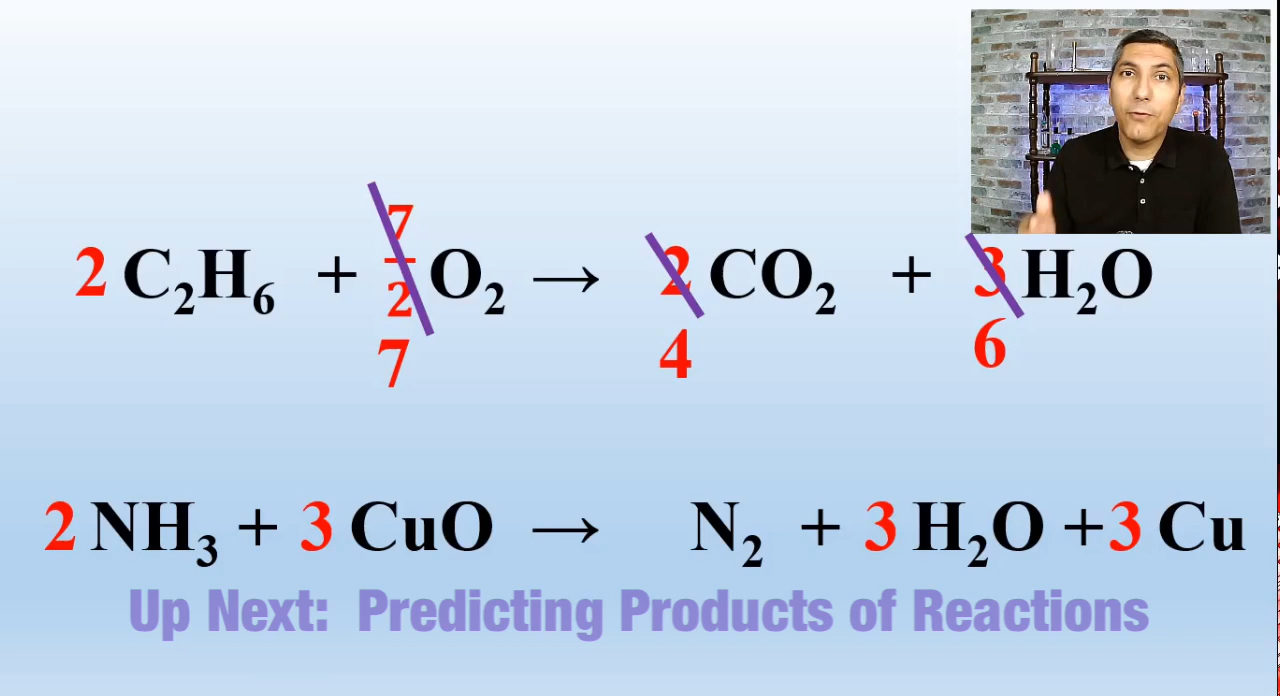 2 C₂H₆ + 7/2 O₂ → 2 CO₂ + 3 H₂O
7 4 6
2 NH₃ + 3 CuO → N₂ + 3 H₂O + 3 Cu
Up Next: Predicting Products of Reactions